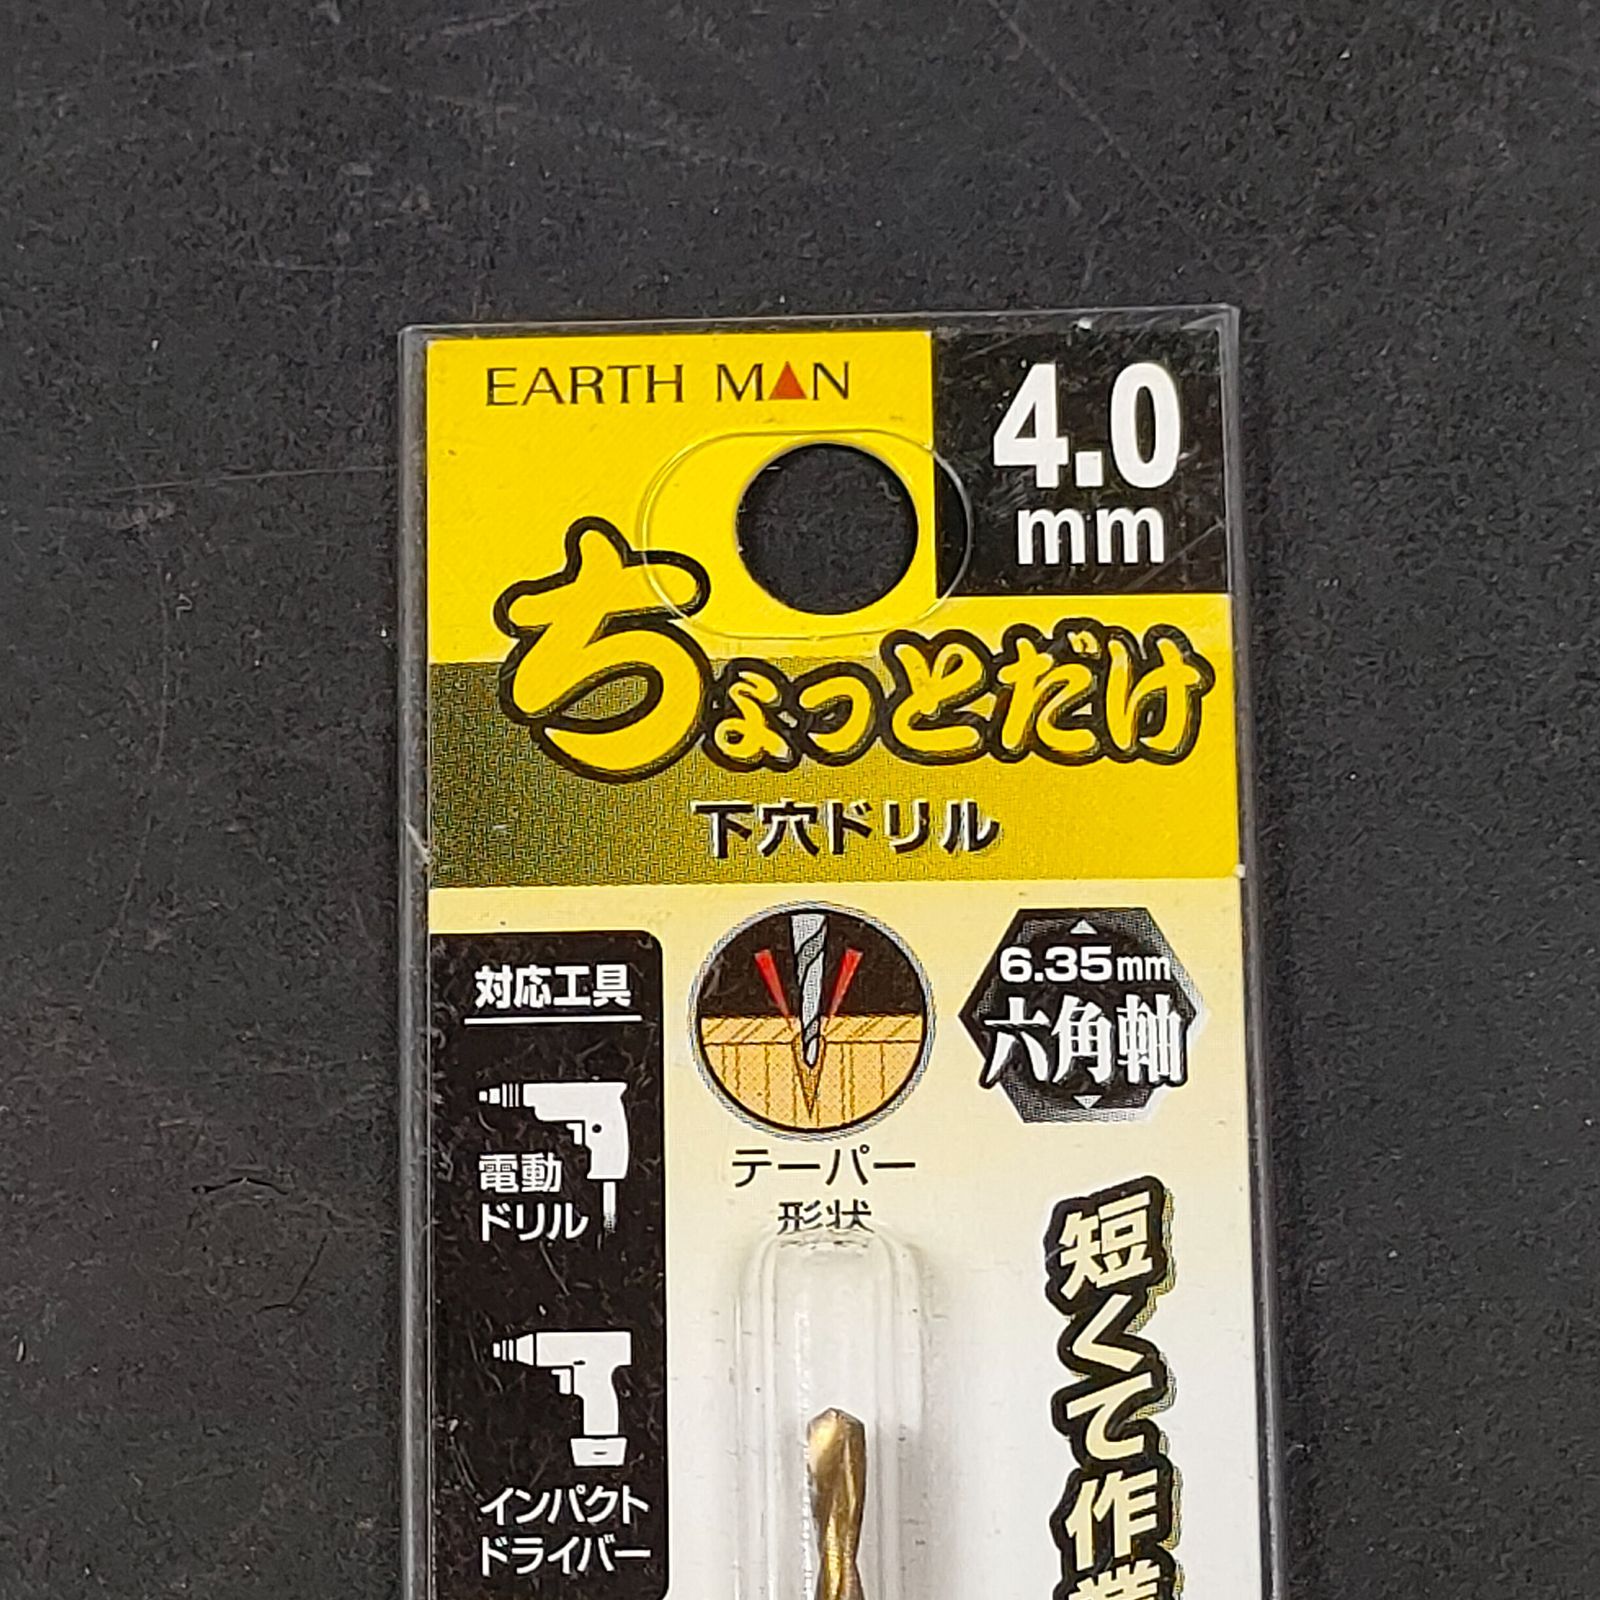 EARTH MAN
4.0
mm
ちょっとだけ
下穴ドリル
対応工具
電動
ドリル
インパクト
ドライバー
テーパー
形状
6.35mm
六角軸
短くて作業